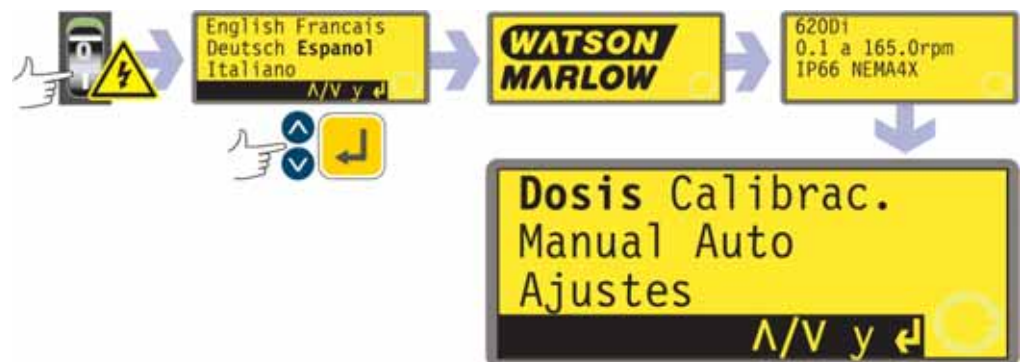 English Francais
Deutsch Espanol
Italiano
Λ/V y ↲
WATSON
MARLOW
620Di
0.1 a 165.0rpm
IP66 NEMA4X
Dosis Calibrac.
Manual Auto
Ajustes
Λ/V y ↲